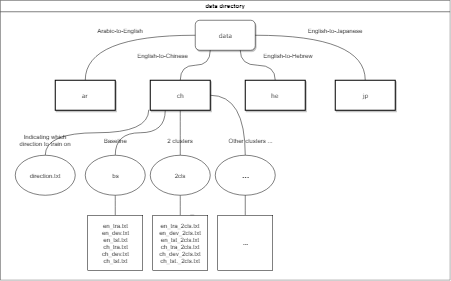 data directory
data
Arabic-to-English
English-to-Japanese
English-to-Chinese
English-to-Hebrew
ar
ch
he
jp
Indicating which
direction to train on
Baseline
2 clusters
Other clusters ...
direction.txt
bs
2cls
...
en_tra.txt
en_dev.txt
en_tst.txt
ch_tra.txt
ch_dev.txt
ch_tst.txt
en_tra_2cls.txt
en_dev_2cls.txt
en_tst_2cls.txt
ch_tra_2cls.txt
ch_dev_2cls.txt
ch_tst._2cls.txt
...